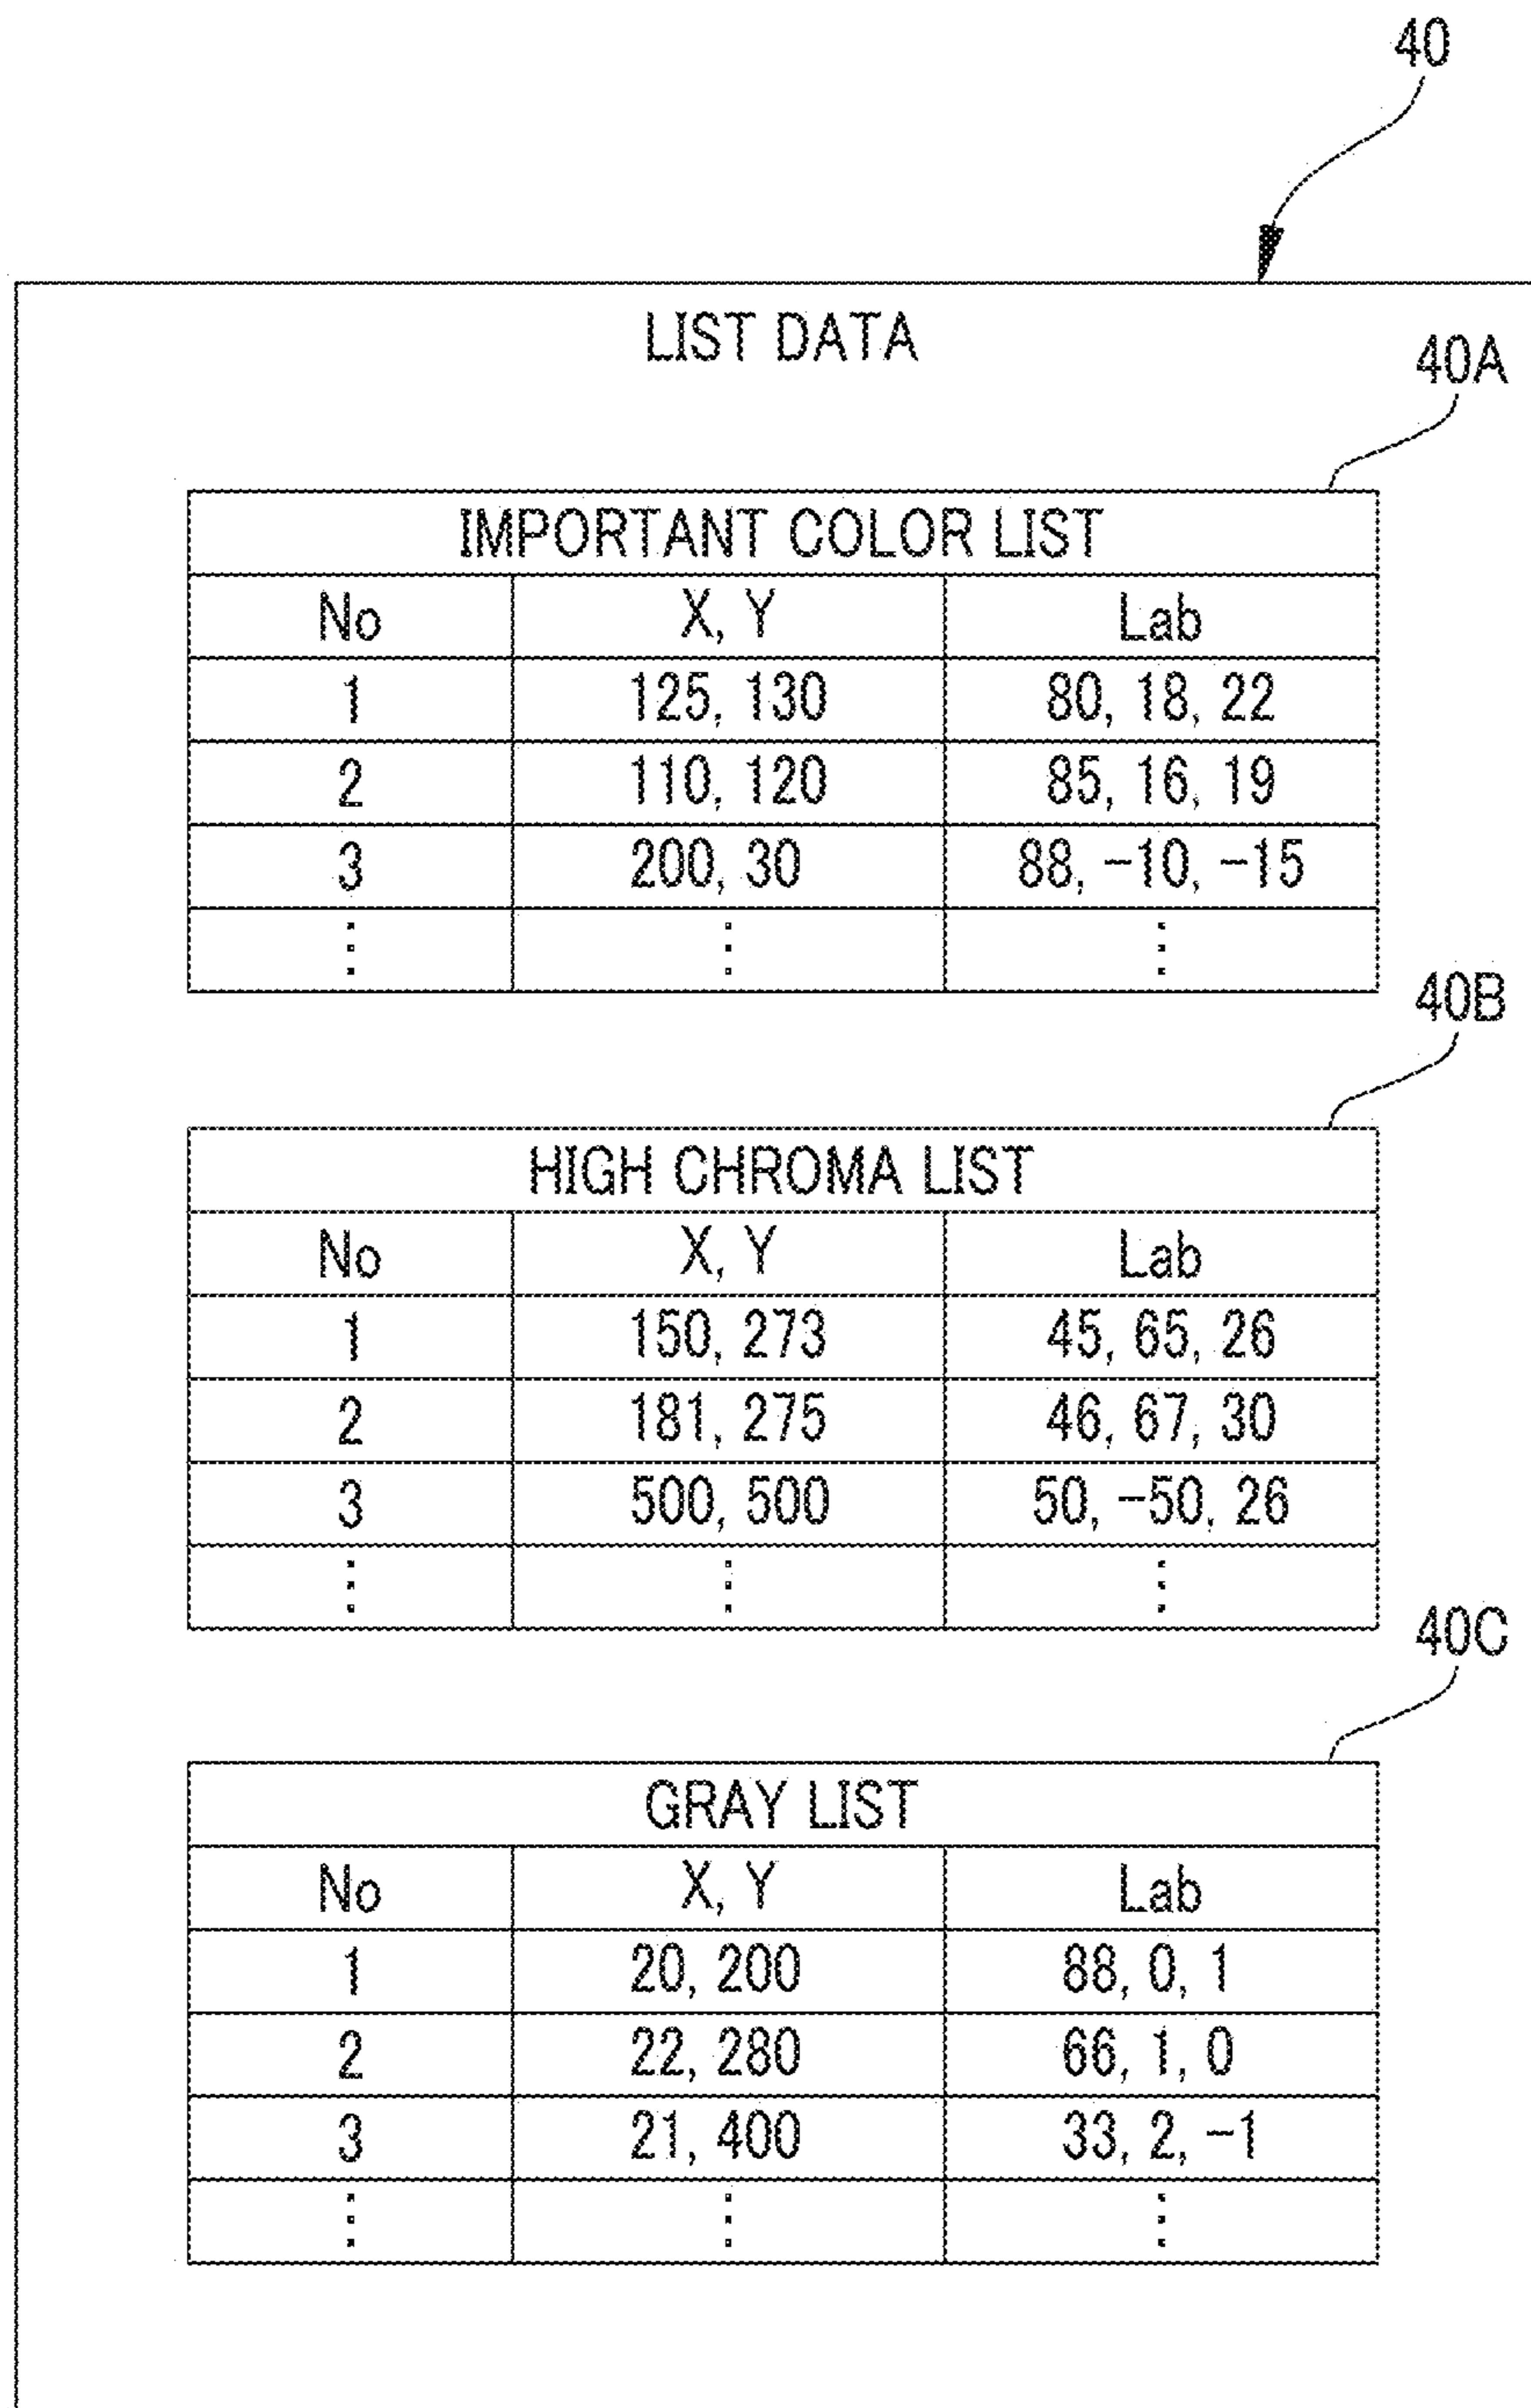 40
LIST DATA
40A
IMPORTANT COLOR LIST
No X, Y Lab
1 125, 130 80, 18, 22
2 110, 120 85, 16, 19
3 200, 30 88, -10, -15
⋮ ⋮ ⋮
40B
HIGH CHROMA LIST
No X, Y Lab
1 150, 273 45, 65, 26
2 181, 275 46, 67, 30
3 500, 500 50, -50, 26
⋮ ⋮ ⋮
40C
GRAY LIST
No X, Y Lab
1 20, 200 88, 0, 1
2 22, 280 66, 1, 0
3 21, 400 33, 2, -1
⋮ ⋮ ⋮